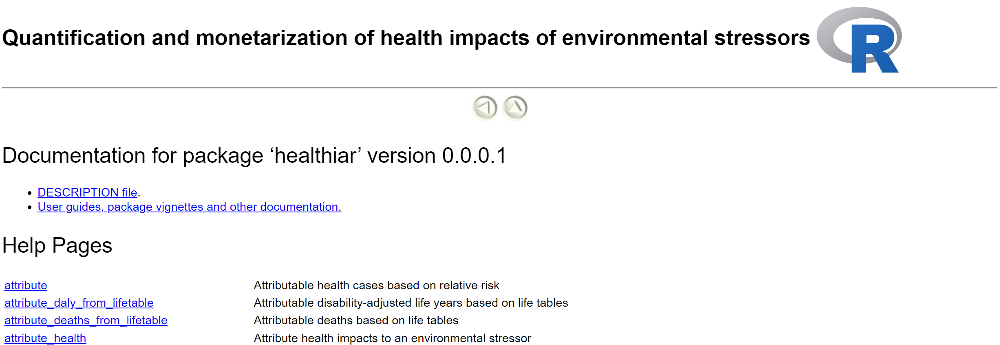 Quantification and monetarization of health impacts of environmental stressors R
Documentation for package ‘healthiar’ version 0.0.0.1
DESCRIPTION file.
User guides, package vignettes and other documentation.
Help Pages
attribute Attributable health cases based on relative risk
attribute_daly_from_lifetable Attributable disability-adjusted life years based on life tables
attribute_deaths_from_lifetable Attributable deaths based on life tables
attribute_health Attribute health impacts to an environmental stressor